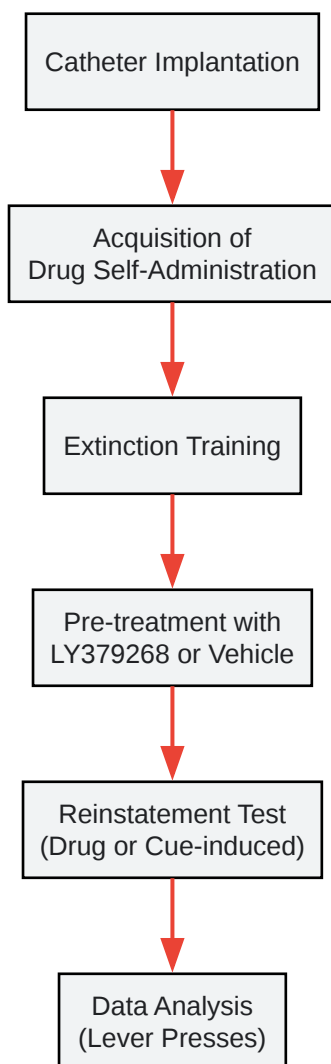 Catheter Implantation
Acquisition of
Drug Self-Administration
Extinction Training
Pre-treatment with
LY379268 or Vehicle
Reinstatement Test
(Drug or Cue-induced)
Data Analysis
(Lever Presses)